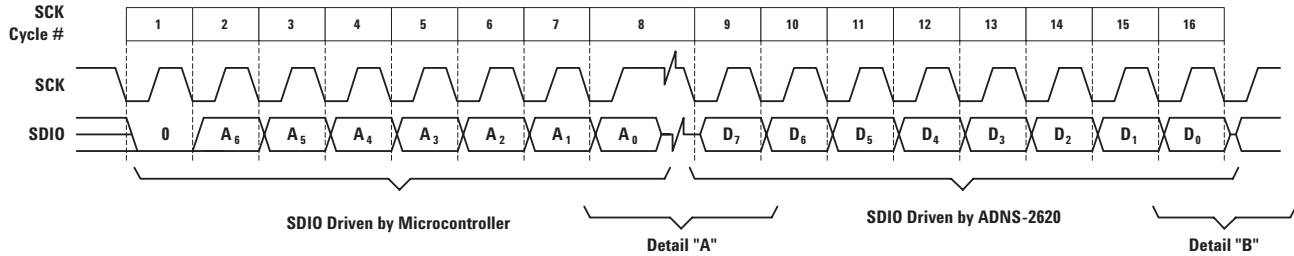 SCK
Cycle #
1 2 3 4 5 6 7 8 9 10 11 12 13 14 15 16
SCK
SDIO 0 A6 A5 A4 A3 A2 A1 A0 D7 D6 D5 D4 D3 D2 D1 D0
SDIO Driven by Microcontroller SDIO Driven by ADNS-2620
Detail "A" Detail "B"